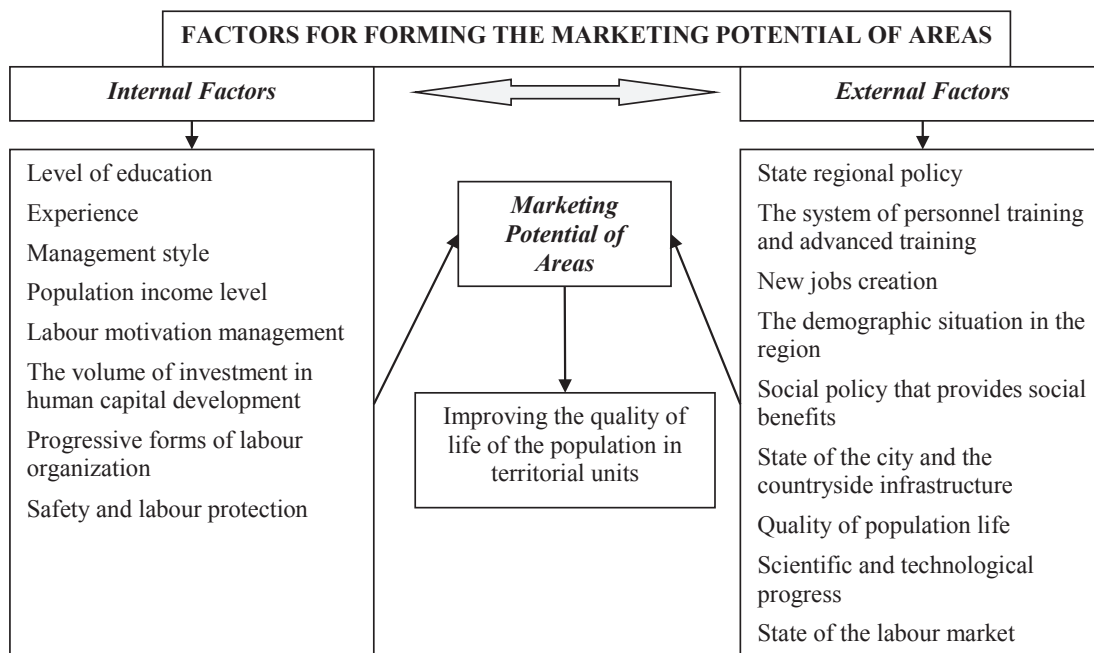 FACTORS FOR FORMING THE MARKETING POTENTIAL OF AREAS
Internal Factors
External Factors
Level of education
Experience
Management style
Population income level
Labour motivation management
The volume of investment in
human capital development
Progressive forms of labour
organization
Safety and labour protection
Marketing
Potential of
Areas
Improving the quality of
life of the population in
territorial units
State regional policy
The system of personnel training
and advanced training
New jobs creation
The demographic situation in the
region
Social policy that provides social
benefits
State of the city and the
countryside infrastructure
Quality of population life
Scientific and technological
progress
State of the labour market